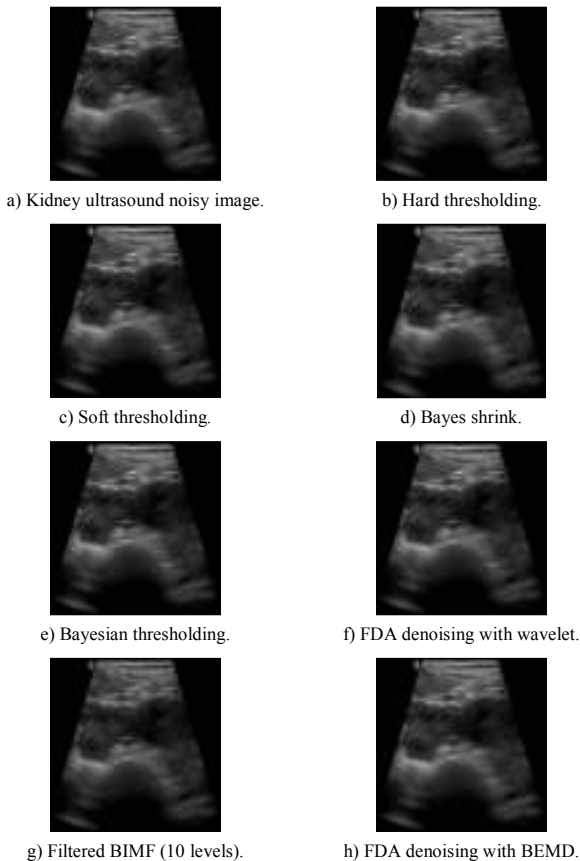 a) Kidney ultrasound noisy image.
b) Hard thresholding.
c) Soft thresholding.
d) Bayes shrink.
e) Bayesian thresholding.
f) FDA denoising with wavelet.
g) Filtered BIMF (10 levels).
h) FDA denoising with BEMD.